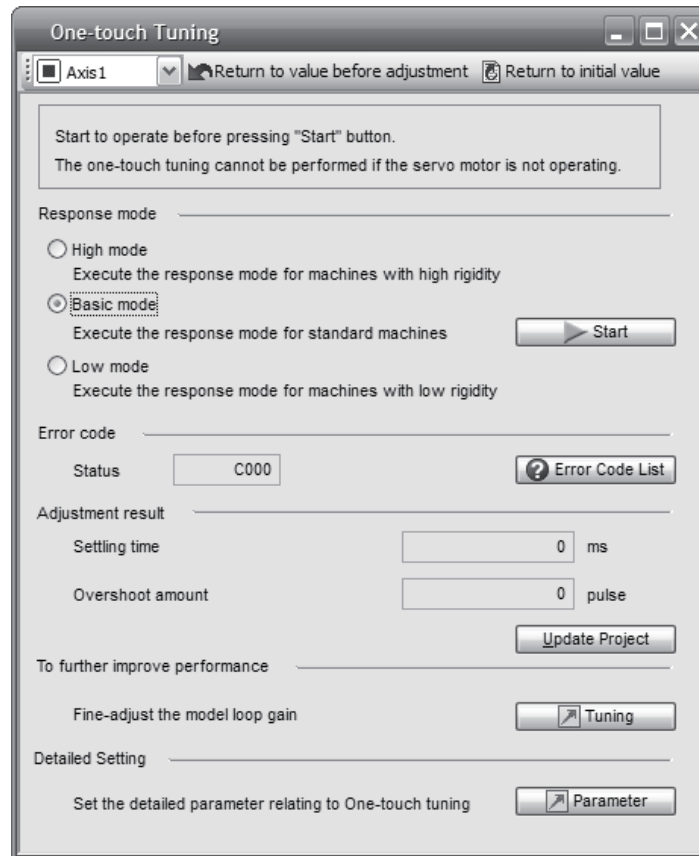 One-touch Tuning
Axis1 Return to value before adjustment Return to initial value
Start to operate before pressing "Start" button.
The one-touch tuning cannot be performed if the servo motor is not operating.
Response mode
High mode
Execute the response mode for machines with high rigidity
Basic mode
Execute the response mode for standard machines Start
Low mode
Execute the response mode for machines with low rigidity
Error code
Status C000 Error Code List
Adjustment result
Settling time 0 ms
Overshoot amount 0 pulse
Update Project
To further improve performance
Fine-adjust the model loop gain Tuning
Detailed Setting
Set the detailed parameter relating to One-touch tuning Parameter